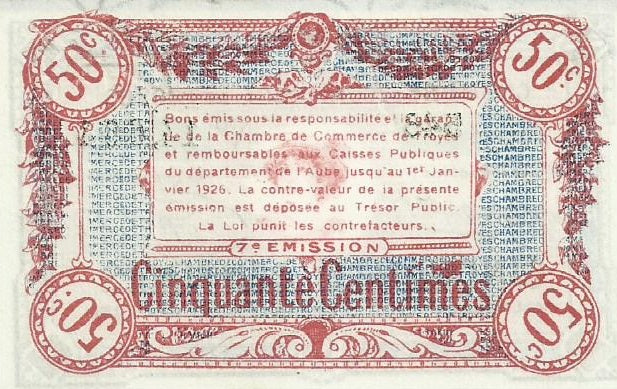 50c. 50c.
Bons émis sous la responsabilité et la garan
tie de la Chambre de Commerce de Troyes
et remboursables aux Caisses Publiques
du département de l'Aube, jusqu'au 1er Jan-
vier 1926. La contre-valeur de la présente
émission est déposée au Trésor Public.
La Loi punit les contrefacteurs.
7e EMISSION
Cinquante Centimes
50c. 50c.